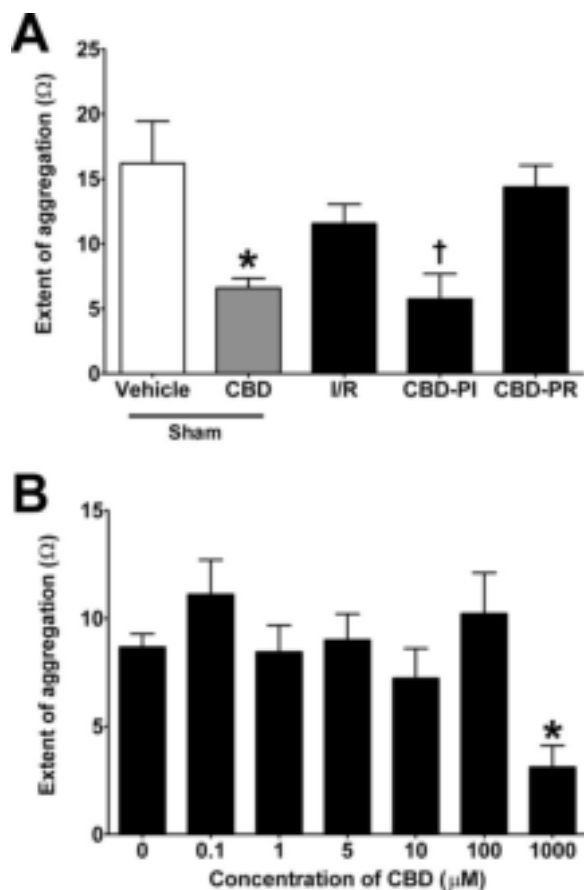 A
Extent of aggregation (Ω)
25
20
15
10
5
0
*
†
Vehicle CBD I/R CBD-PI CBD-PR
Sham
B
Extent of aggregation (Ω)
15
10
5
0
*
0 0.1 1 5 10 100 1000
Concentration of CBD (μM)